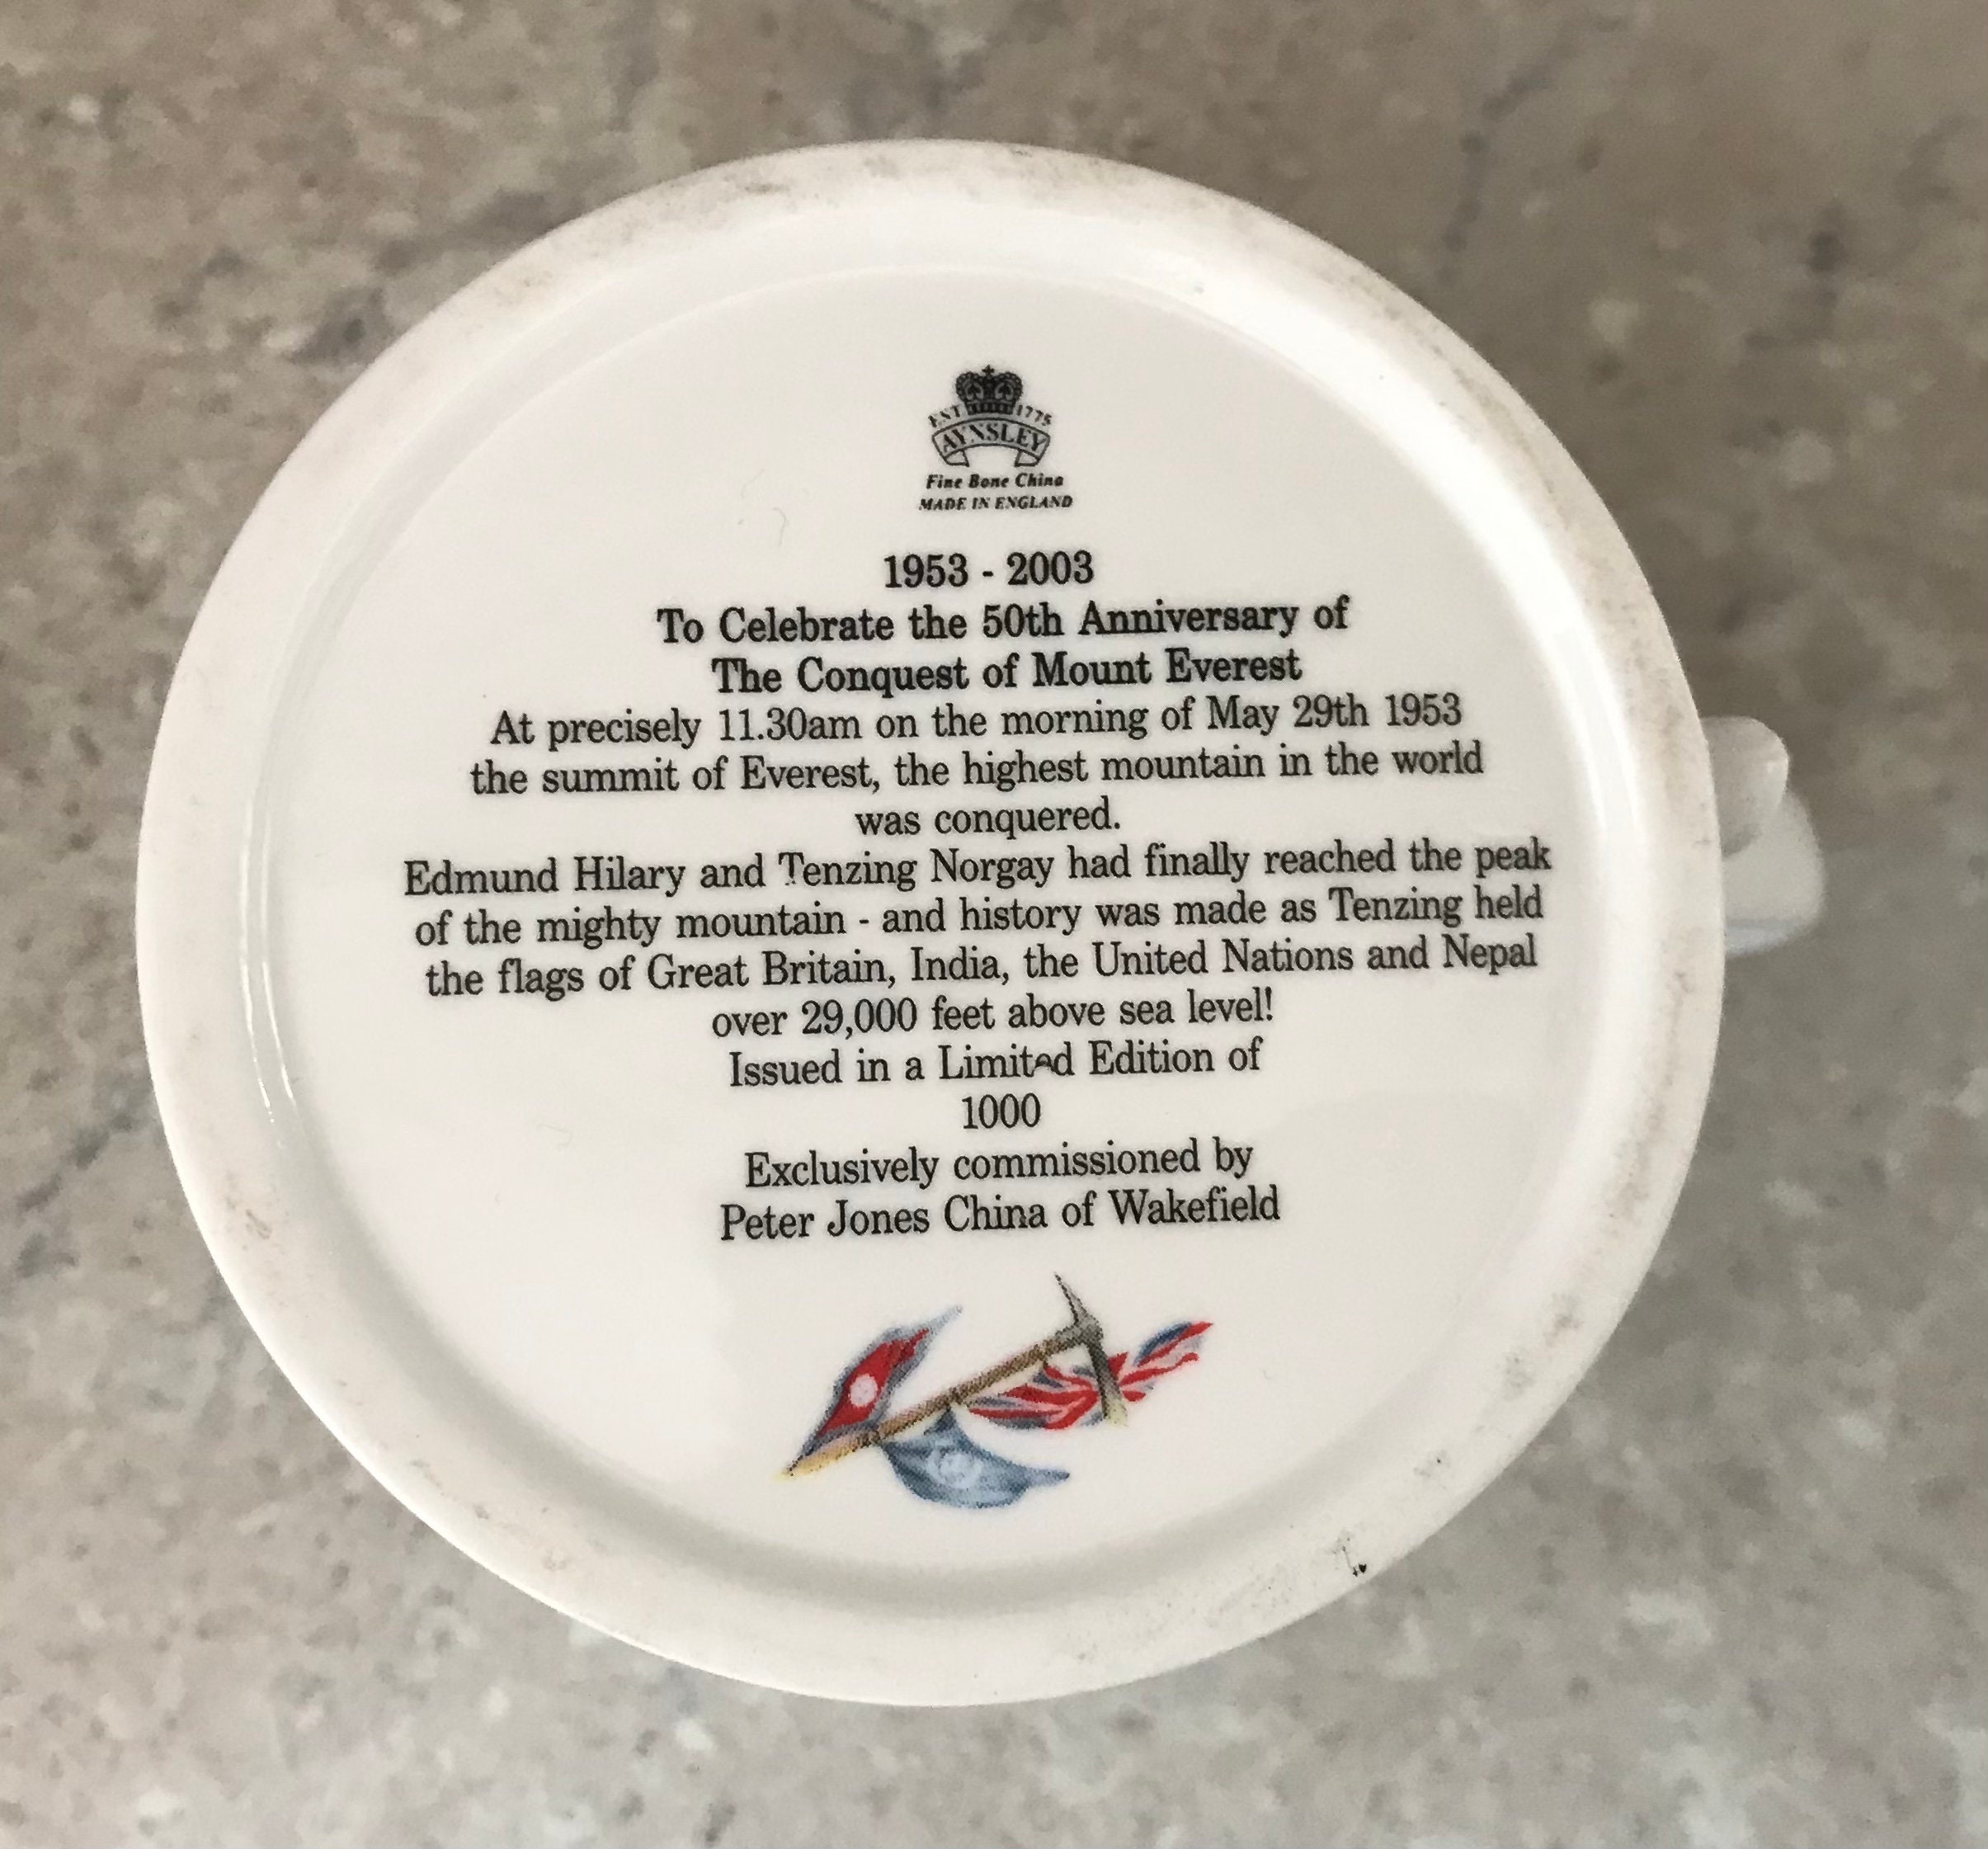 EST 1775
AYNSLEY
Fine Bone China
MADE IN ENGLAND
1953 - 2003
To Celebrate the 50th Anniversary of
The Conquest of Mount Everest
At precisely 11.30am on the morning of May 29th 1953
the summit of Everest, the highest mountain in the world
was conquered.
Edmund Hilary and Tenzing Norgay had finally reached the peak
of the mighty mountain - and history was made as Tenzing held
the flags of Great Britain, India, the United Nations and Nepal
over 29,000 feet above sea level!
Issued in a Limited Edition of
1000
Exclusively commissioned by
Peter Jones China of Wakefield